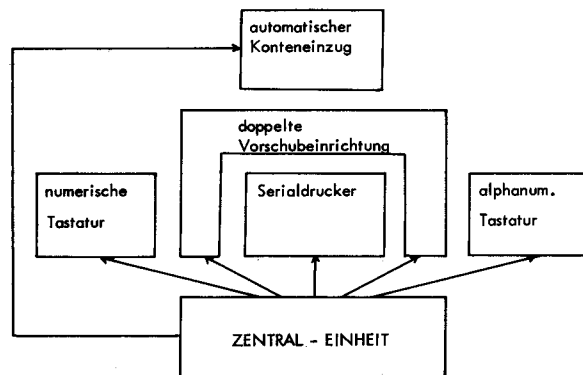 automatischer
Konteneinzug
doppelte
Vorschubeinrichtung
numerische
Tastatur
Serialdrucker
alphanum.
Tastatur
ZENTRAL - EINHEIT